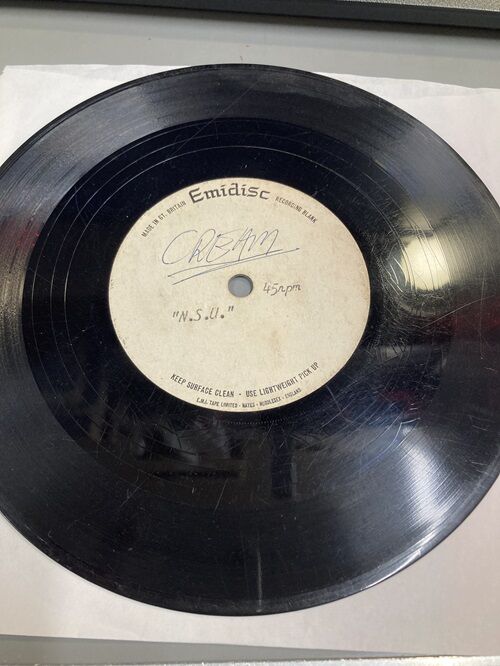 Emidisc
MADE IN GT. BRITAIN RECORDING BLANK
CREAM
45rpm
"N.S.U."
KEEP SURFACE CLEAN - USE LIGHTWEIGHT PICK UP
E.M.I. TAPE LIMITED - HAYES - MIDDLESEX - ENGLAND